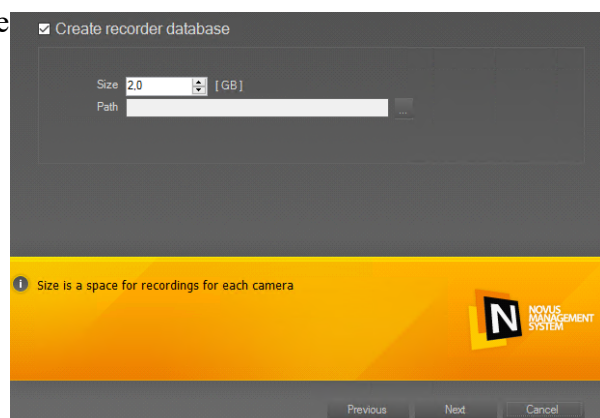 e
Create recorder database
Size 2,0 [GB]
Path ...
Size is a space for recordings for each camera
N NOVUS
MANAGEMENT
SYSTEM
Previous Next Cancel